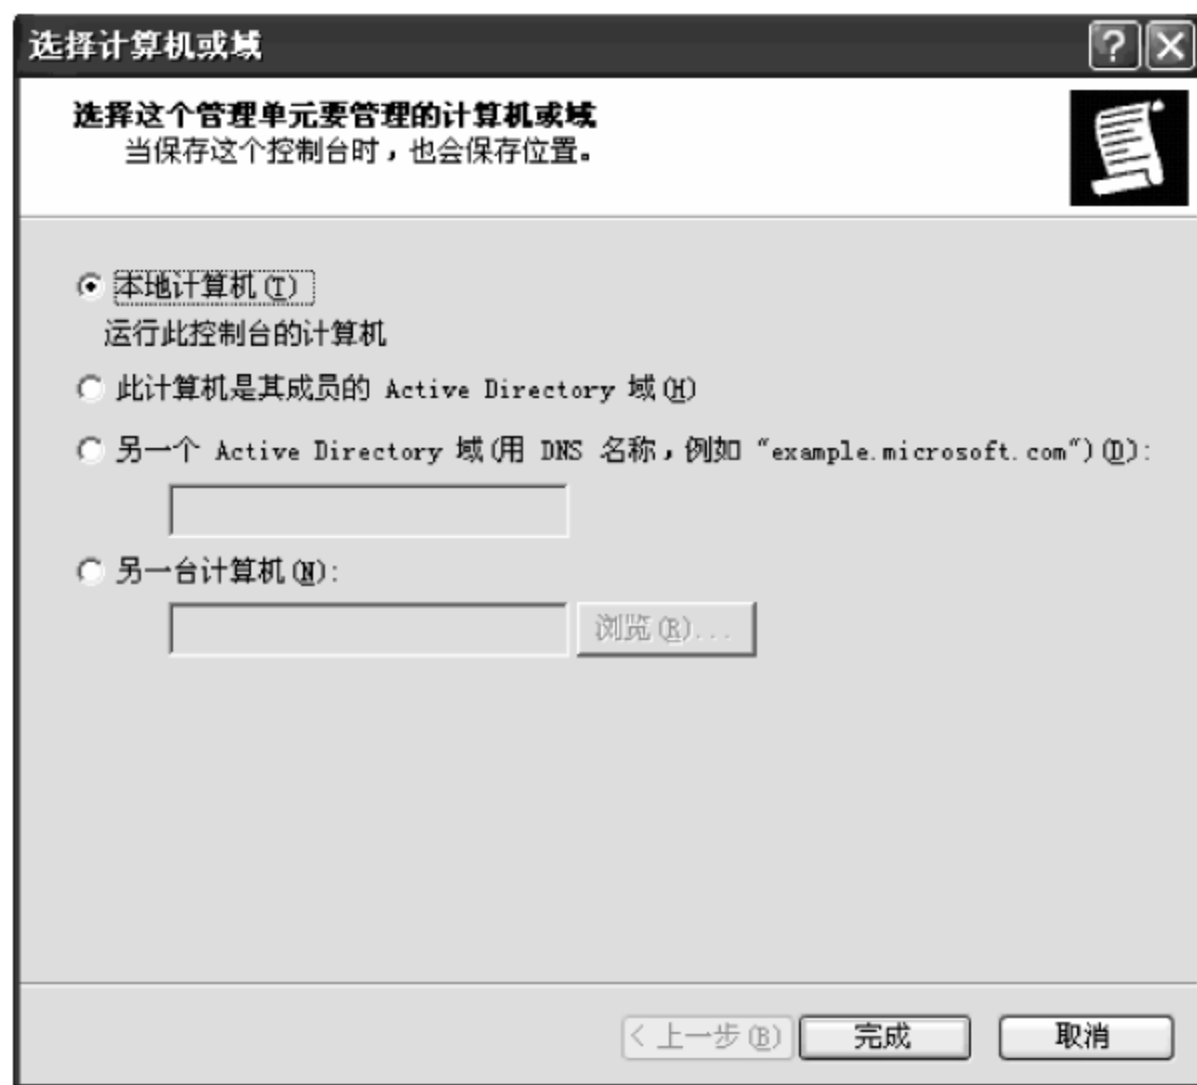 选择计算机或域
选择这个管理单元要管理的计算机或域
当保存这个控制台时，也会保存位置。
本地计算机(T)
运行此控制台的计算机
此计算机是其成员的 Active Directory 域(H)
另一个 Active Directory 域(用 DNS 名称，例如 "example.microsoft.com")(D):
另一台计算机(N):
浏览(R)...
< 上一步(B)
完成
取消